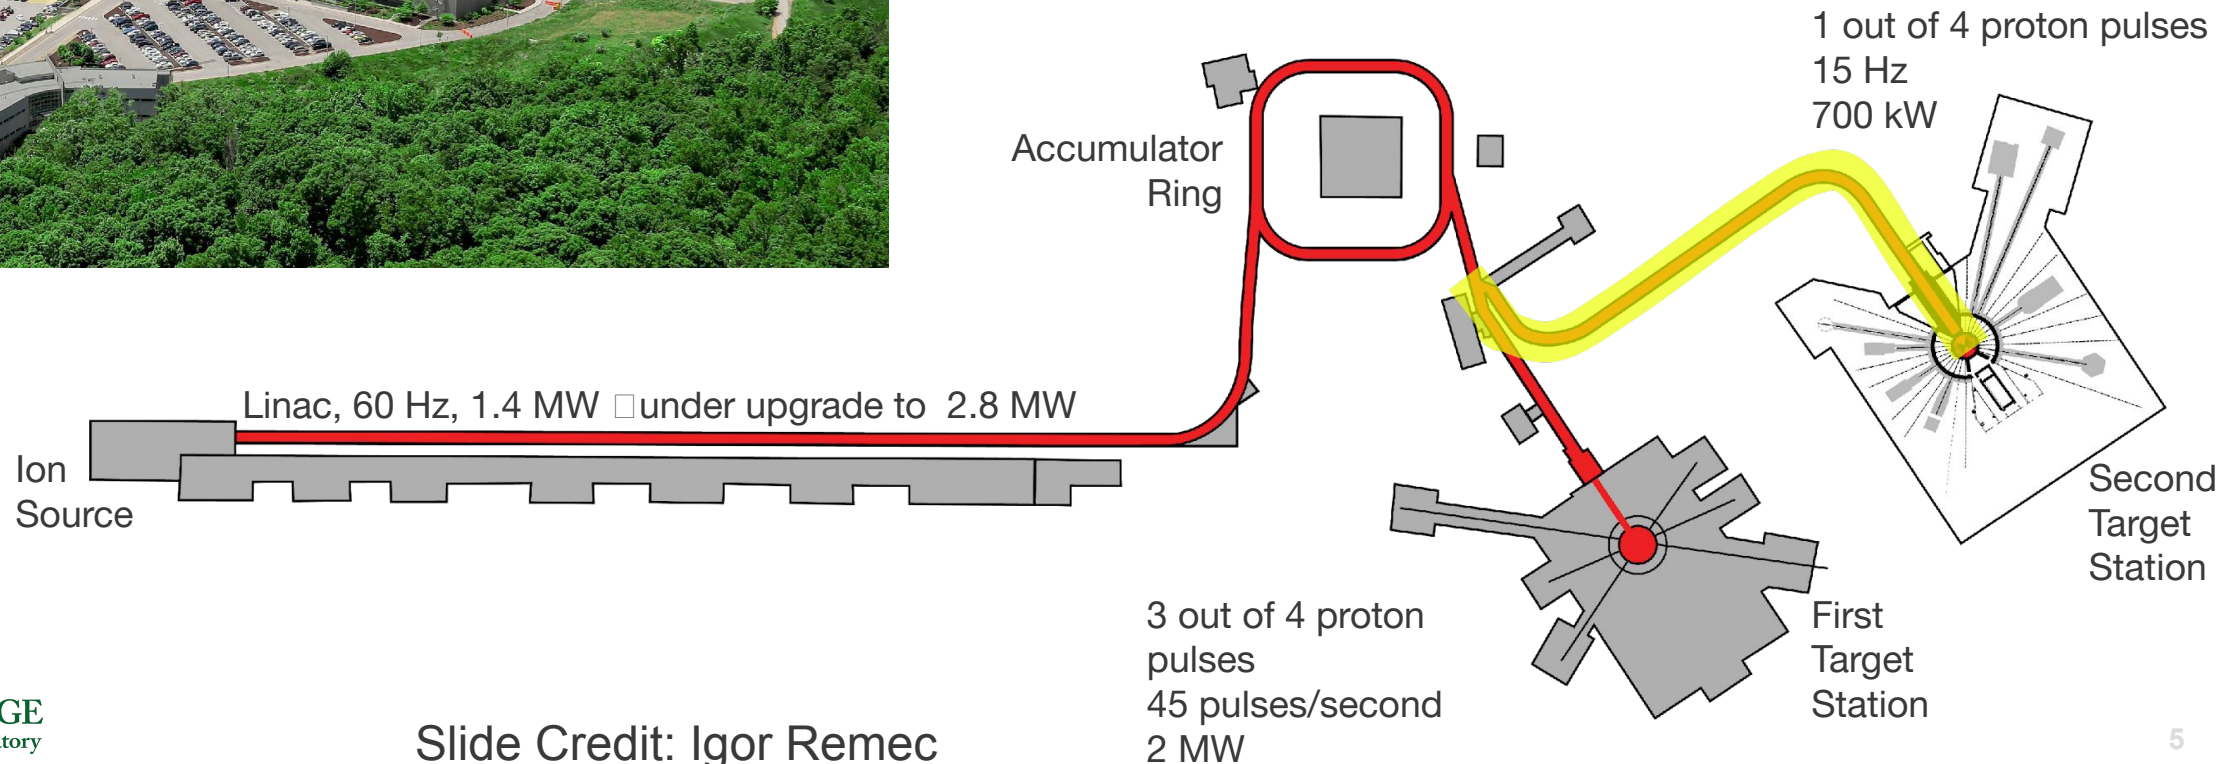 1 out of 4 proton pulses
15 Hz
700 kW
Accumulator
Ring
Linac, 60 Hz, 1.4 MW □under upgrade to  2.8 MW
Ion
Source
Second
Target
Station
3 out of 4 proton
pulses
45 pulses/second
2 MW
First
Target
Station
GE
atory
Slide Credit: Igor Remec
5